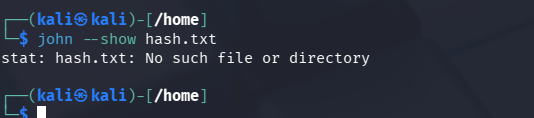 ┌──(kali㉿kali)-[/home]
└─$ john --show hash.txt
stat: hash.txt: No such file or directory
┌──(kali㉿kali)-[/home]
└─$